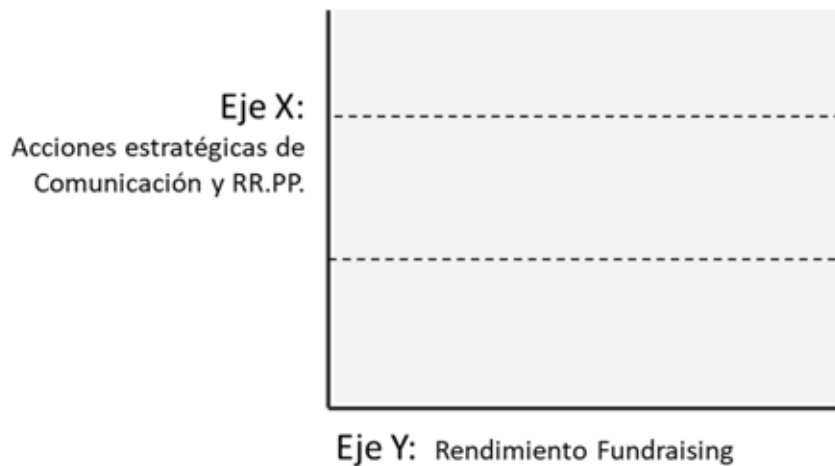 Eje X:
Acciones estratégicas de
Comunicación y RR.PP.
Eje Y: Rendimiento Fundraising